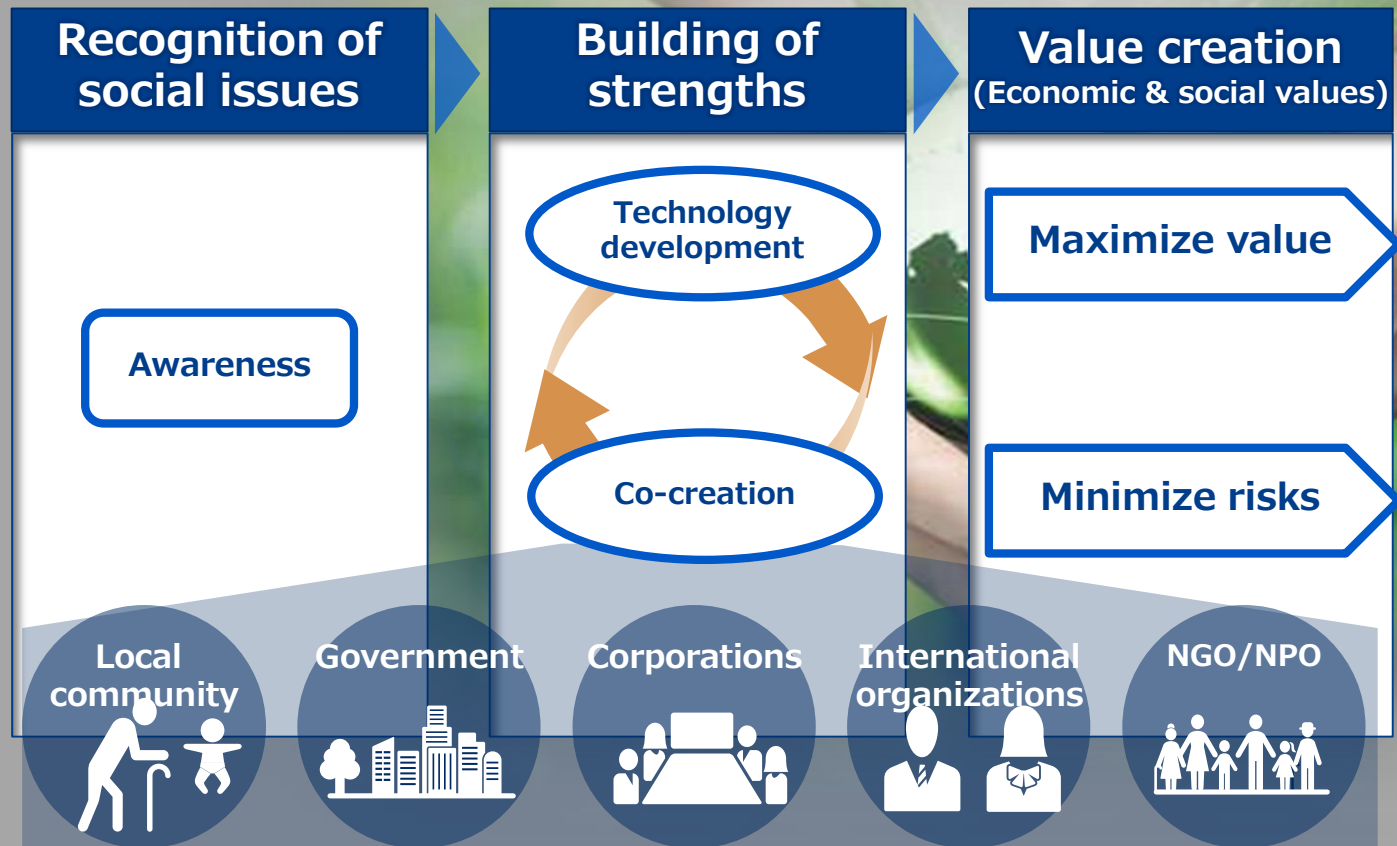 Recognition of
social issues
Building of
strengths
Value creation
(Economic & social values)
Awareness
Technology
development
Co-creation
Maximize value
Minimize risks
Local
community
Government
Corporations
International
organizations
NGO/NPO